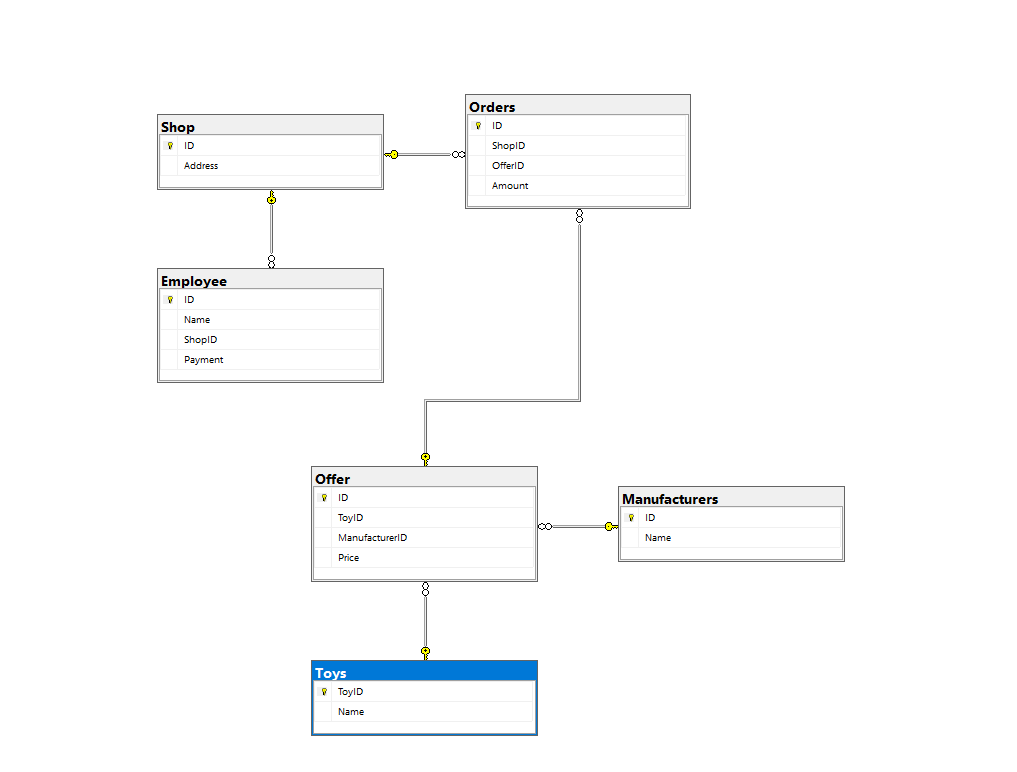 Shop
ID
Address
Orders
ID
ShopID
OfferID
Amount
Employee
ID
Name
ShopID
Payment
Offer
ID
ToyID
ManufacturerID
Price
Manufacturers
ID
Name
Toys
ToyID
Name